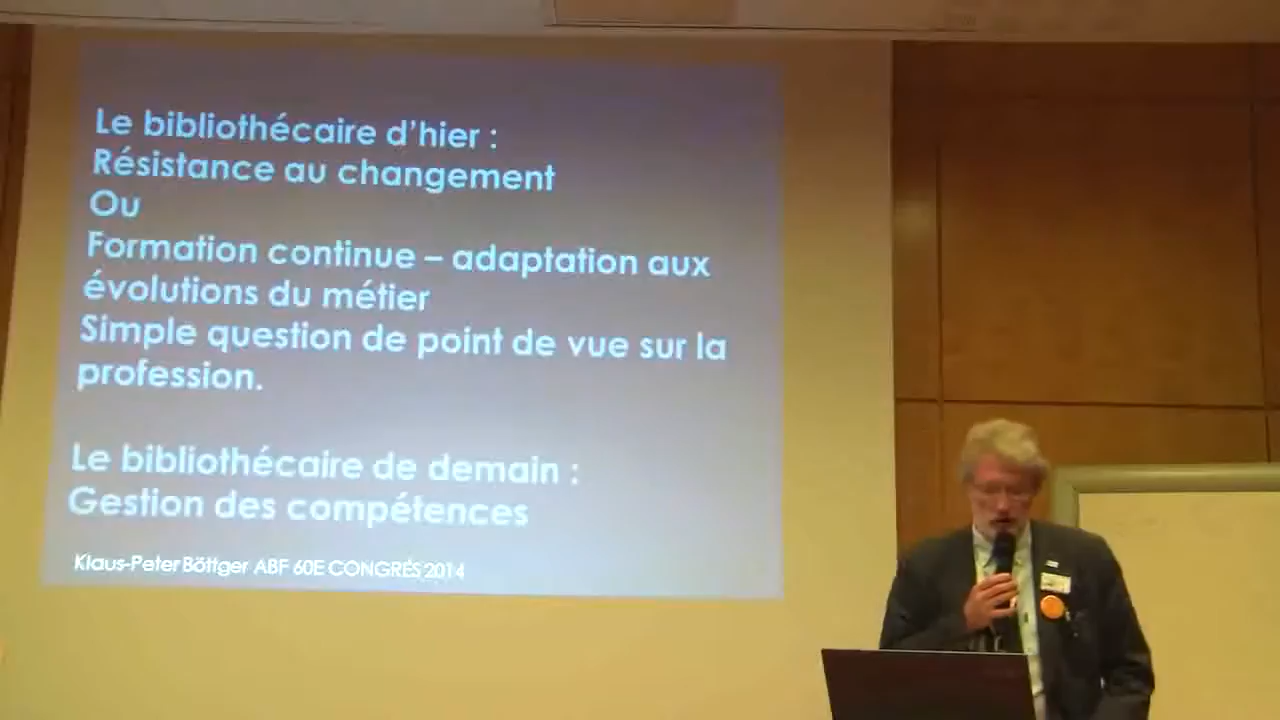 Le bibliothécaire d'hier :
Résistance au changement
Ou
Formation continue – adaptation aux
évolutions du métier
Simple question de point de vue sur la
profession.
Le bibliothécaire de demain :
Gestion des compétences
Klaus-Peter Böttger ABF 60E CONGRÉS 2014